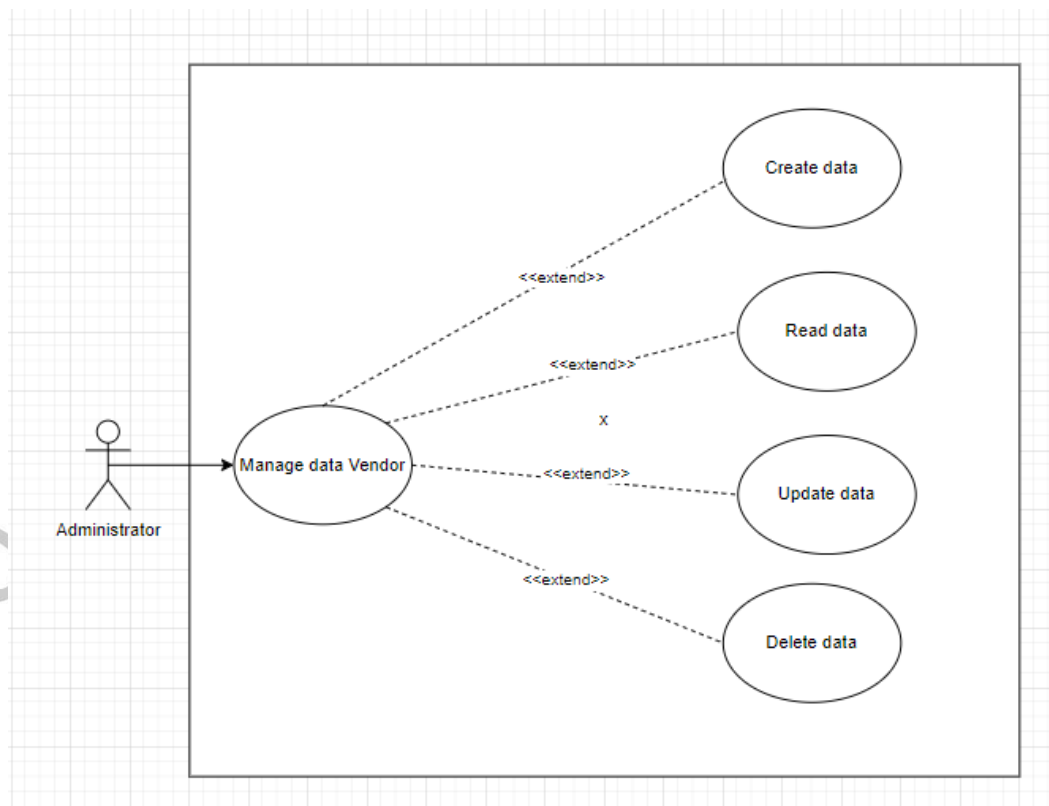 Create data
<<extend>>
Read data
<<extend>>
x
Manage data Vendor
<<extend>>
Update data
Administrator
<<extend>>
Delete data